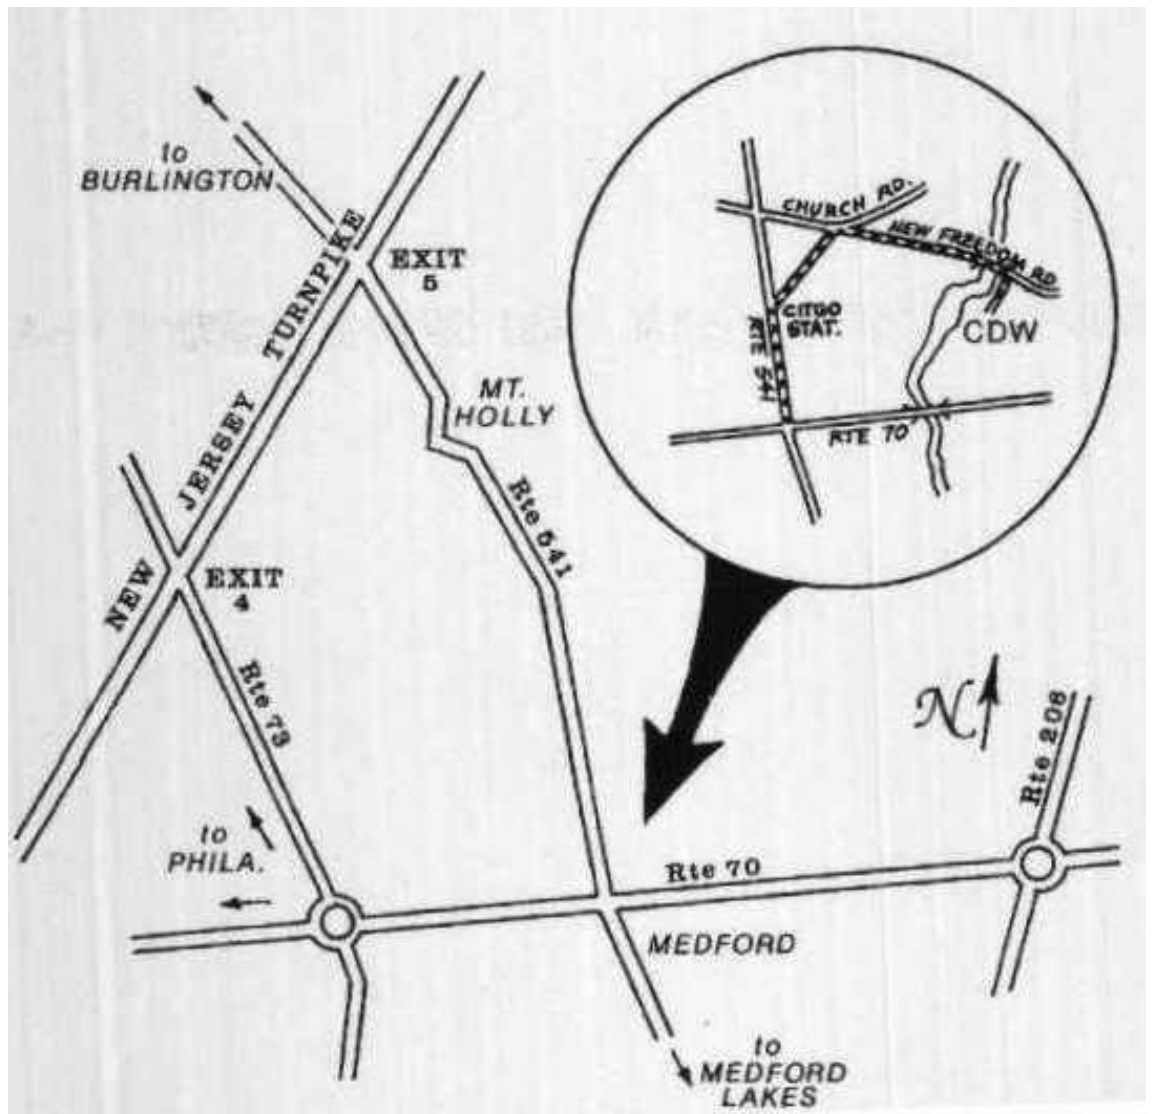 to
BURLINGTON
NEW JERSEY TURNPIKE
EXIT
5
MT.
HOLLY
Rte 541
EXIT
4
Rte 73
to
PHILA.
Rte 70
MEDFORD
to
MEDFORD
LAKES
N
Rte 206
CHURCH RD.
NEW FREEDOM RD.
CITGO
STAT.
RTE 541
CDW
RTE 70